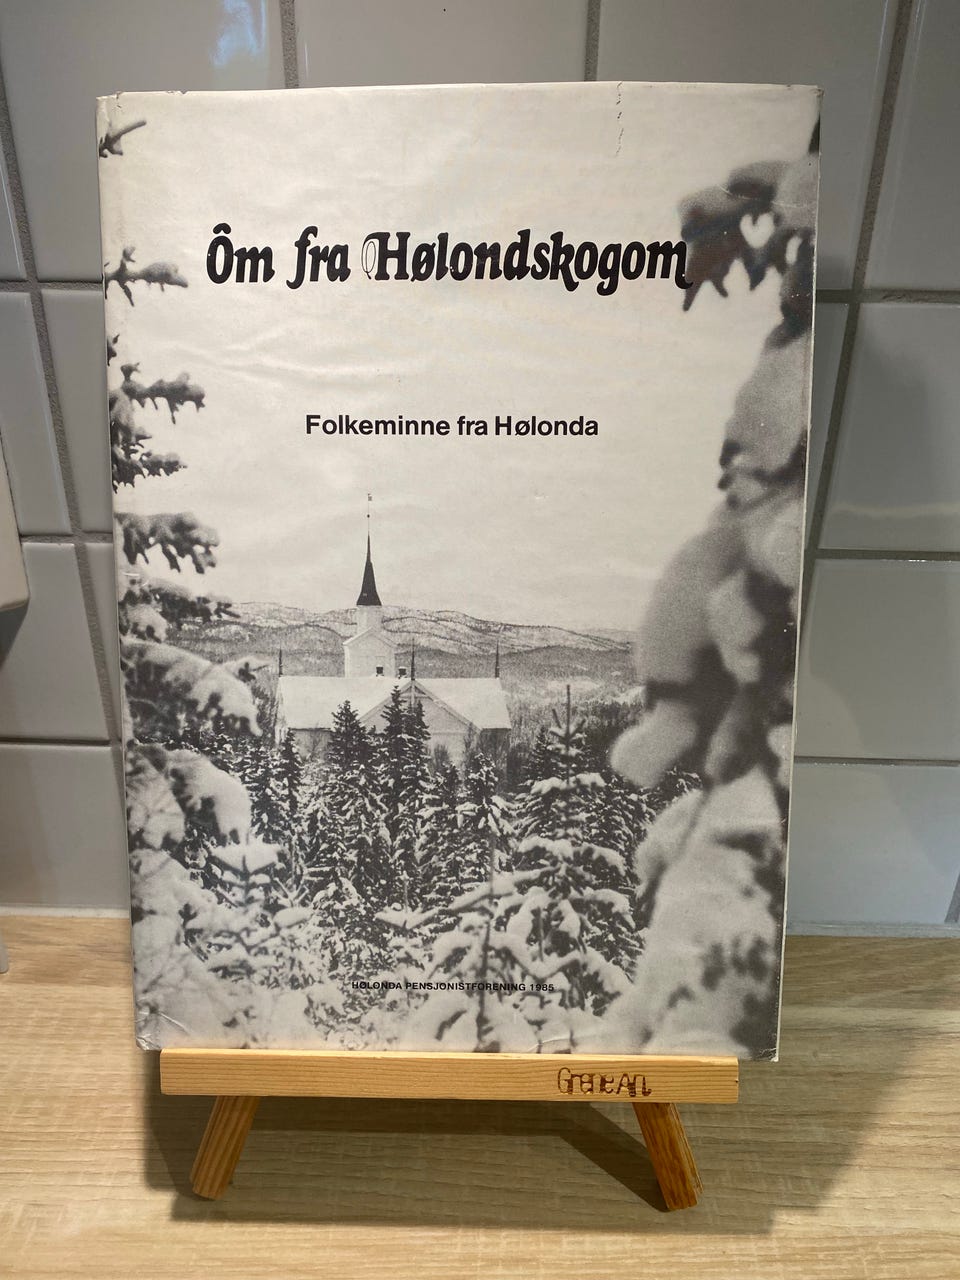 Ôm fra Hølondskogom
Folkeminne fra Hølonda
HØLONDA PENSJONISTFORENING 1985